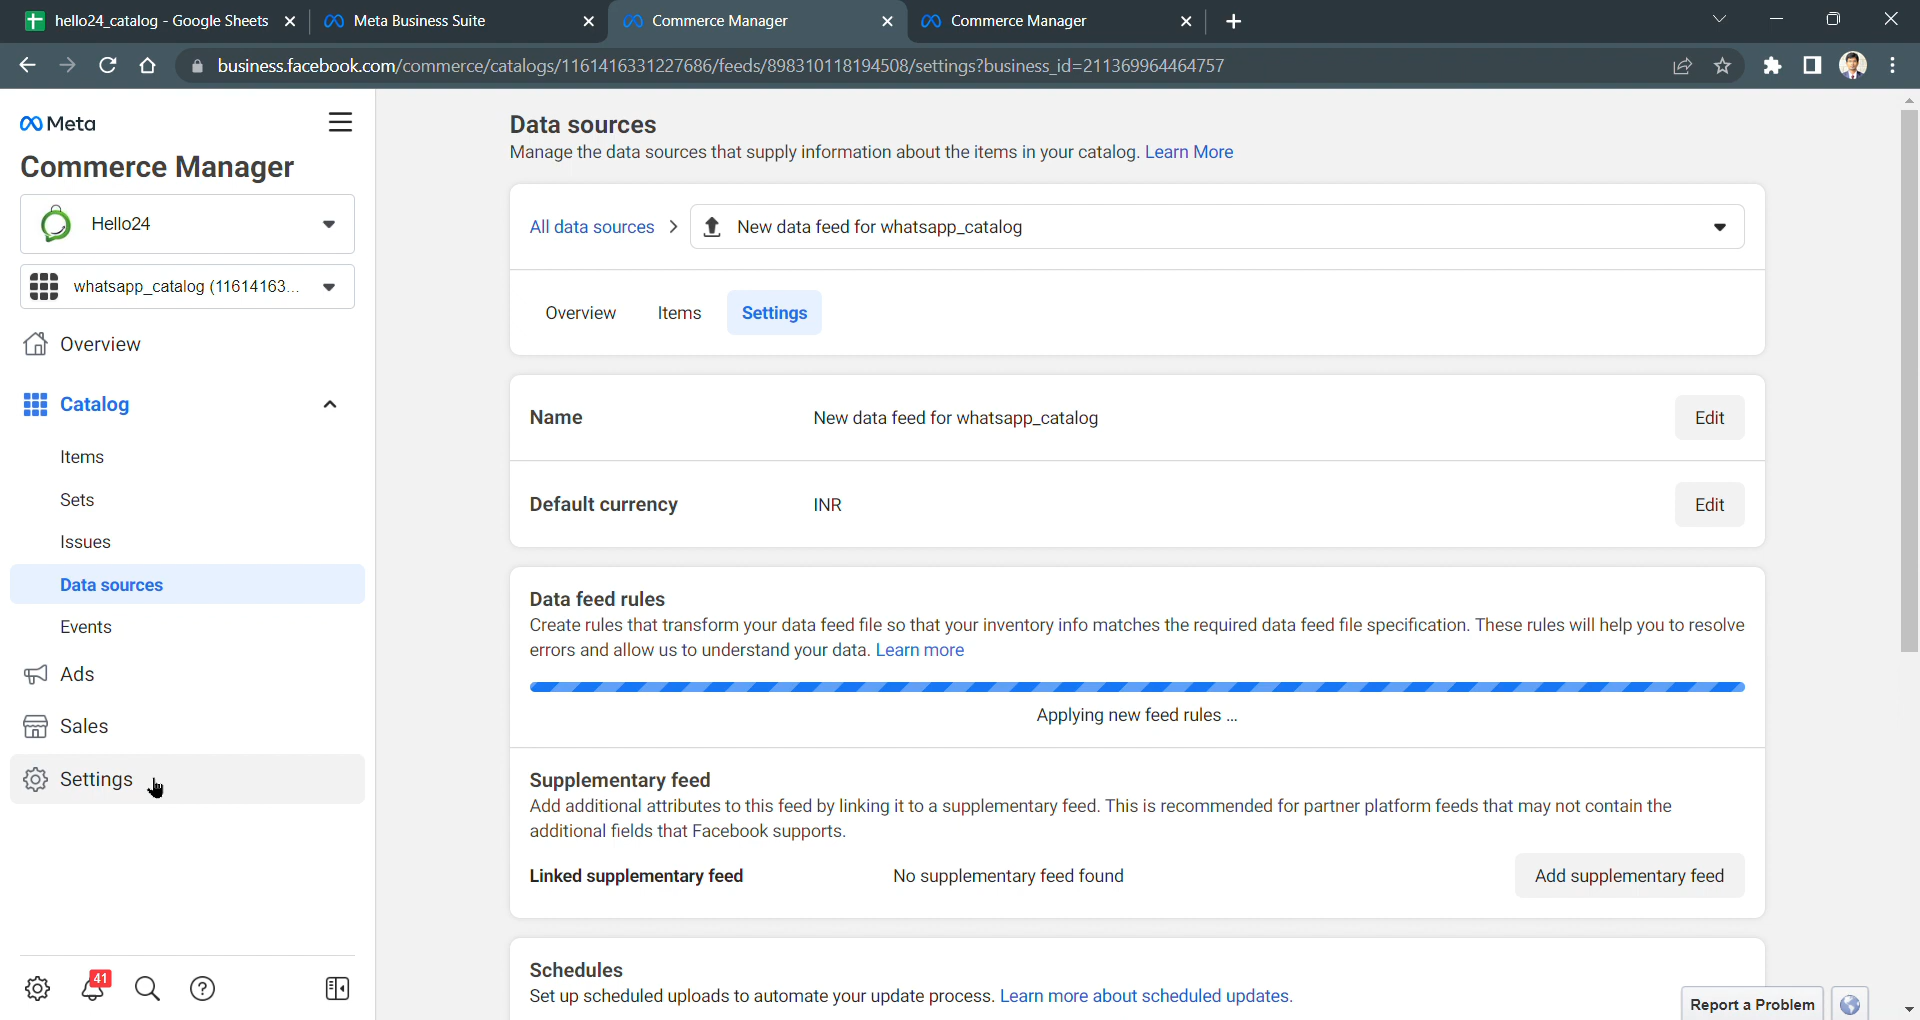 hello24_catalog - Google Sheets
Meta Business Suite
Commerce Manager
Commerce Manager
business.facebook.com/commerce/catalogs/1161416331227686/feeds/898310118194508/settings?business_id=211369964464757
Meta
Commerce Manager
Hello24
whatsapp_catalog (11614163...
Overview
Catalog
Items
Sets
Issues
Data sources
Events
Ads
Sales
Settings
41
Data sources
Manage the data sources that supply information about the items in your catalog. Learn More
All data sources > New data feed for whatsapp_catalog
Overview Items Settings
Name New data feed for whatsapp_catalog Edit
Default currency INR Edit
Data feed rules
Create rules that transform your data feed file so that your inventory info matches the required data feed file specification. These rules will help you to resolve
errors and allow us to understand your data. Learn more
Applying new feed rules ...
Supplementary feed
Add additional attributes to this feed by linking it to a supplementary feed. This is recommended for partner platform feeds that may not contain the
additional fields that Facebook supports.
Linked supplementary feed No supplementary feed found Add supplementary feed
Schedules
Set up scheduled uploads to automate your update process. Learn more about scheduled updates.
Report a Problem